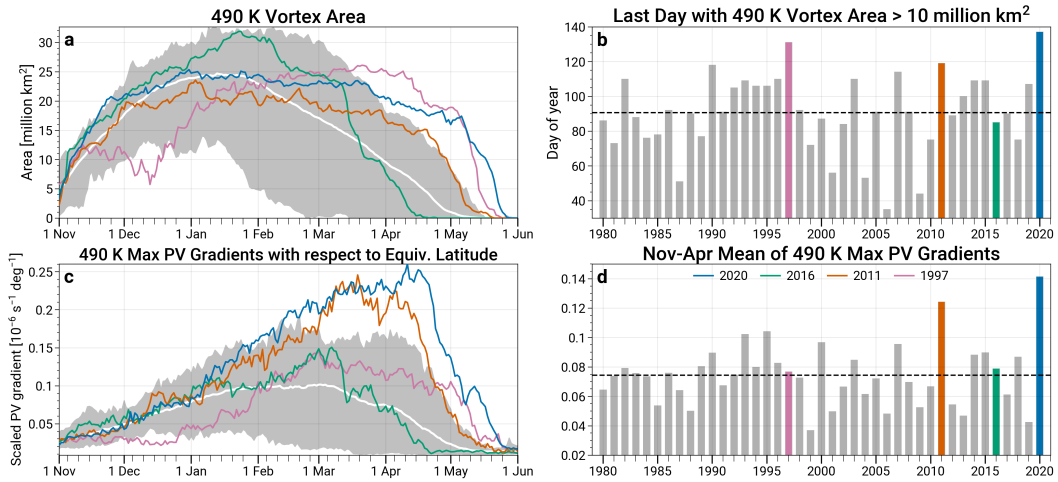 490 K Vortex Area
a
Area [million km²]
30
25
20
15
10
5
0
1 Nov 1 Dec 1 Jan 1 Feb 1 Mar 1 Apr 1 May 1 Jun
Last Day with 490 K Vortex Area > 10 million km²
b
Day of year
140
120
100
80
60
40
1980 1985 1990 1995 2000 2005 2010 2015 2020
490 K Max PV Gradients with respect to Equiv. Latitude
c
Scaled PV gradient [10⁻⁶ s⁻¹ deg⁻¹]
0.25
0.2
0.15
0.1
0.05
1 Nov 1 Dec 1 Jan 1 Feb 1 Mar 1 Apr 1 May 1 Jun
Nov-Apr Mean of 490 K Max PV Gradients
d
2020 2016 2011 1997
0.14
0.12
0.10
0.08
0.06
0.04
0.02
1980 1985 1990 1995 2000 2005 2010 2015 2020